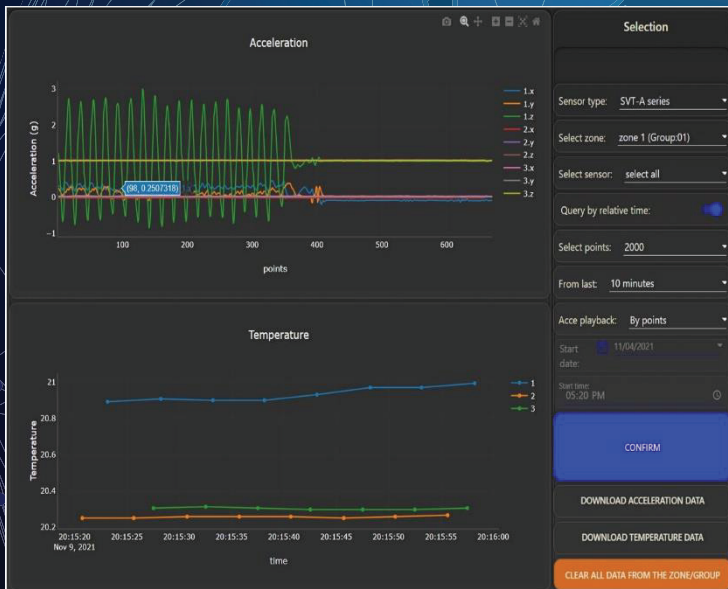 Acceleration
Acceleration (g)
3
2
1
0
−1
(98, 0.2507318)
100
200
300
400
500
600
points
1.x
1.y
1.z
2.x
2.y
2.z
3.x
3.y
3.z
Temperature
Temperature
21
20.8
20.6
20.4
20.2
20:15:20
20:15:25
20:15:30
20:15:35
20:15:40
20:15:45
20:15:50
20:15:55
20:16:00
Nov 9, 2021
time
1
2
3
Selection
Sensor type: SVT-A series
Select zone: zone 1 (Group:01)
Select sensor: select all
Query by relative time:
Select points: 2000
From last: 10 minutes
Acce playback: By points
Start date: 11/04/2021
Start time:
05:20 PM
CONFIRM
DOWNLOAD ACCELERATION DATA
DOWNLOAD TEMPERATURE DATA
CLEAR ALL DATA FROM THE ZONE/GROUP